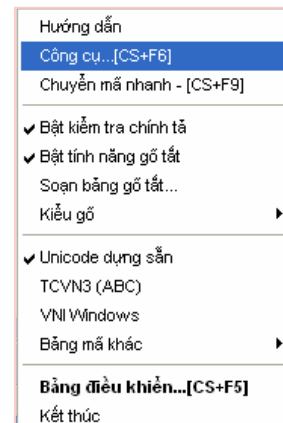 Hướng dẫn
Công cụ...[CS+F6]
Chuyển mã nhanh - [CS+F9]
Bật kiểm tra chính tả
Bật tính năng gõ tắt
Soạn bảng gõ tắt...
Kiểu gõ
Unicode dựng sẵn
TCVN3 (ABC)
VNI Windows
Bảng mã khác
Bảng điều khiển...[CS+F5]
Kết thúc